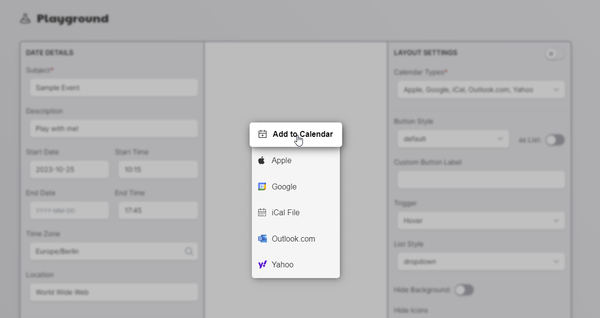 Playground
DATE DETAILS
Subject*
Sample Event
Description
Play with me!
Start Date
Start Time
2023-10-25
10:15
End Date
End Time
YYYY-MM-DD
17:45
Time Zone
Europe/Berlin
Location
World Wide Web
Add to Calendar
Apple
Google
iCal File
Outlook.com
Yahoo
LAYOUT SETTINGS
Calendar Types*
Apple, Google, iCal, Outlook.com, Yahoo
Button Style
default
as List:
Custom Button Label
Trigger
Hover
List Style
dropdown
Hide Background:
Hide Icons